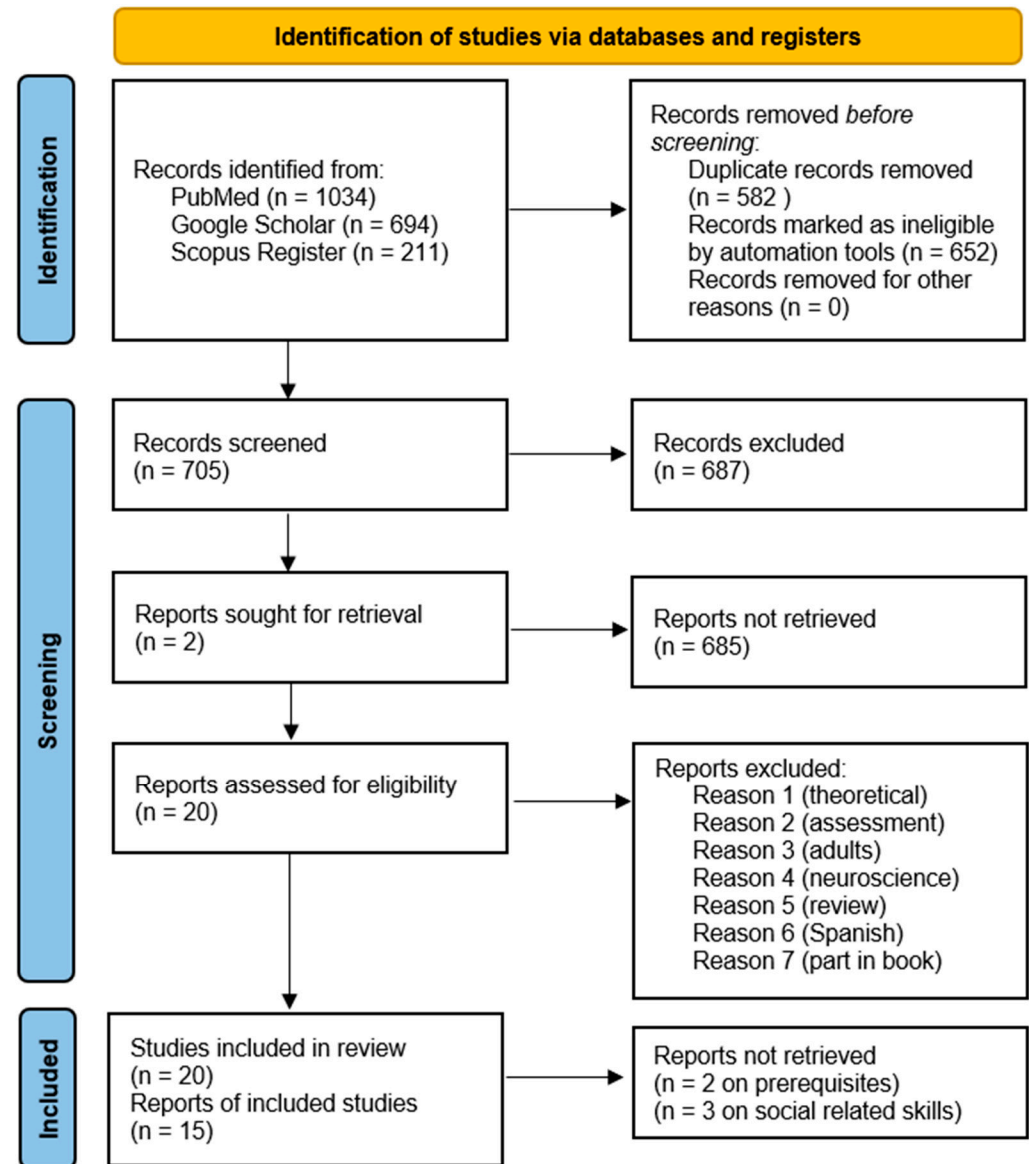 Identification of studies via databases and registers
Identification
Records identified from:
PubMed (n = 1034)
Google Scholar (n = 694)
Scopus Register (n = 211)
Records removed before
screening:
Duplicate records removed
(n = 582 )
Records marked as ineligible
by automation tools (n = 652)
Records removed for other
reasons (n = 0)
Screening
Records screened
(n = 705)
Records excluded
(n = 687)
Reports sought for retrieval
(n = 2)
Reports not retrieved
(n = 685)
Reports assessed for eligibility
(n = 20)
Reports excluded:
Reason 1 (theoretical)
Reason 2 (assessment)
Reason 3 (adults)
Reason 4 (neuroscience)
Reason 5 (review)
Reason 6 (Spanish)
Reason 7 (part in book)
Included
Studies included in review
(n = 20)
Reports of included studies
(n = 15)
Reports not retrieved
(n = 2 on prerequisites)
(n = 3 on social related skills)